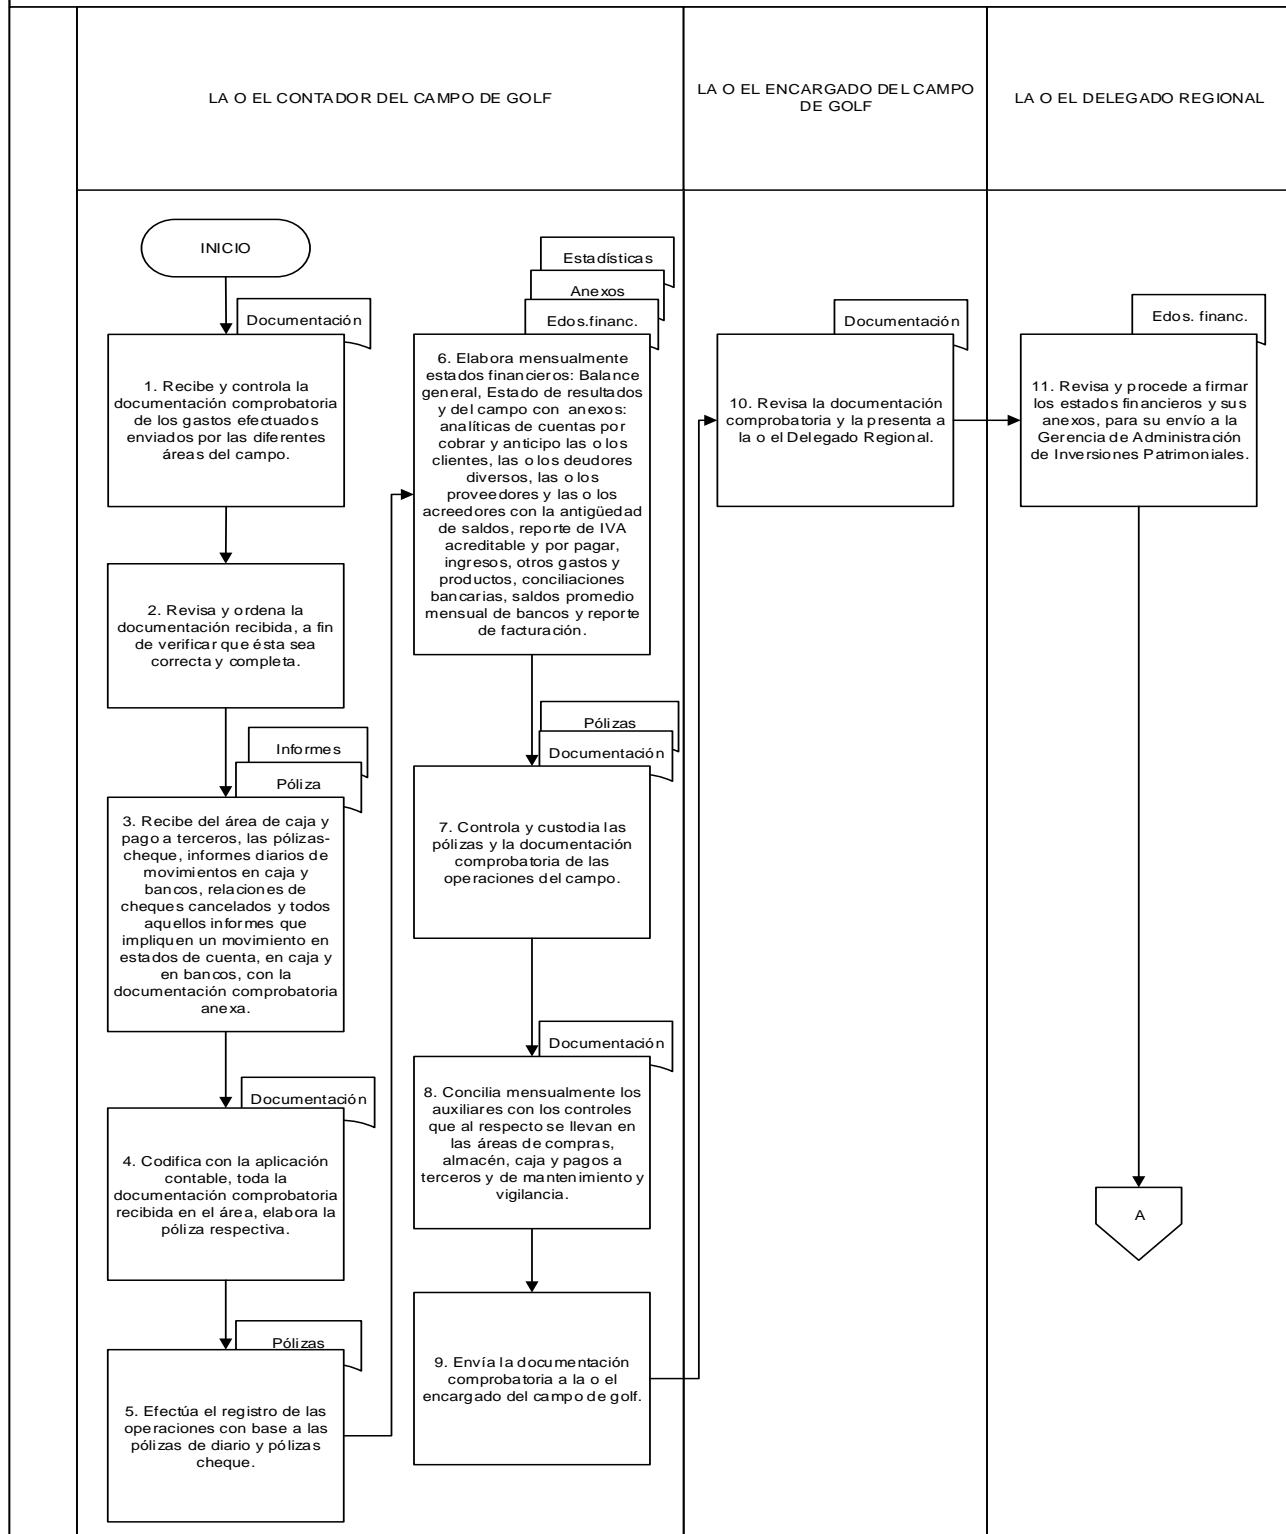 LA O EL CONTADOR DEL CAMPO DE GOLF
LA O EL ENCARGADO DEL CAMPO
DE GOLF
LA O EL DELEGADO REGIONAL
INICIO
Documentación
1. Recibe y controla la
documentación comprobatoria
de los gastos efectuados
enviados por las diferentes
áreas del campo.
2. Revisa y ordena la
documentación recibida, a fin
de verificar que ésta sea
correcta y completa.
Informes
Póliza
3. Recibe del área de caja y
pago a terceros, las pólizas-
cheque, informes diarios de
movimientos en caja y
bancos, relaciones de
cheques cancelados y todos
aquellos informes que
impliquen un movimiento en
estados de cuenta, en caja y
en bancos, con la
documentación comprobatoria
anexa.
Documentación
4. Codifica con la aplicación
contable, toda la
documentación comprobatoria
recibida en el área, elabora la
póliza respectiva.
Pólizas
5. Efectúa el registro de las
operaciones con base a las
pólizas de diario y pólizas
cheque.
Estadísticas
Anexos
Edos.financ.
6. Elabora mensualmente
estados financieros: Balance
general, Estado de resultados
y del campo con anexos:
analíticas de cuentas por
cobrar y anticipo las o los
clientes, las o los deudores
diversos, las o los
proveedores y las o los
acreedores con la antigüedad
de saldos, reporte de IVA
acreditable y por pagar,
ingresos, otros gastos y
productos, conciliaciones
bancarias, saldos promedio
mensual de bancos y reporte
de facturación.
Pólizas
Documentación
7. Controla y custodia las
pólizas y la documentación
comprobatoria de las
operaciones del campo.
Documentación
8. Concilia mensualmente los
auxiliares con los controles
que al respecto se llevan en
las áreas de compras,
almacén, caja y pagos a
terceros y de mantenimiento y
vigilancia.
9. Envía la documentación
comprobatoria a la o el
encargado del campo de golf.
Documentación
10. Revisa la documentación
comprobatoria y la presenta a
la o el Delegado Regional.
Edos. financ.
11. Revisa y procede a firmar
los estados financieros y sus
anexos, para su envío a la
Gerencia de Administración
de Inversiones Patrimoniales.
A